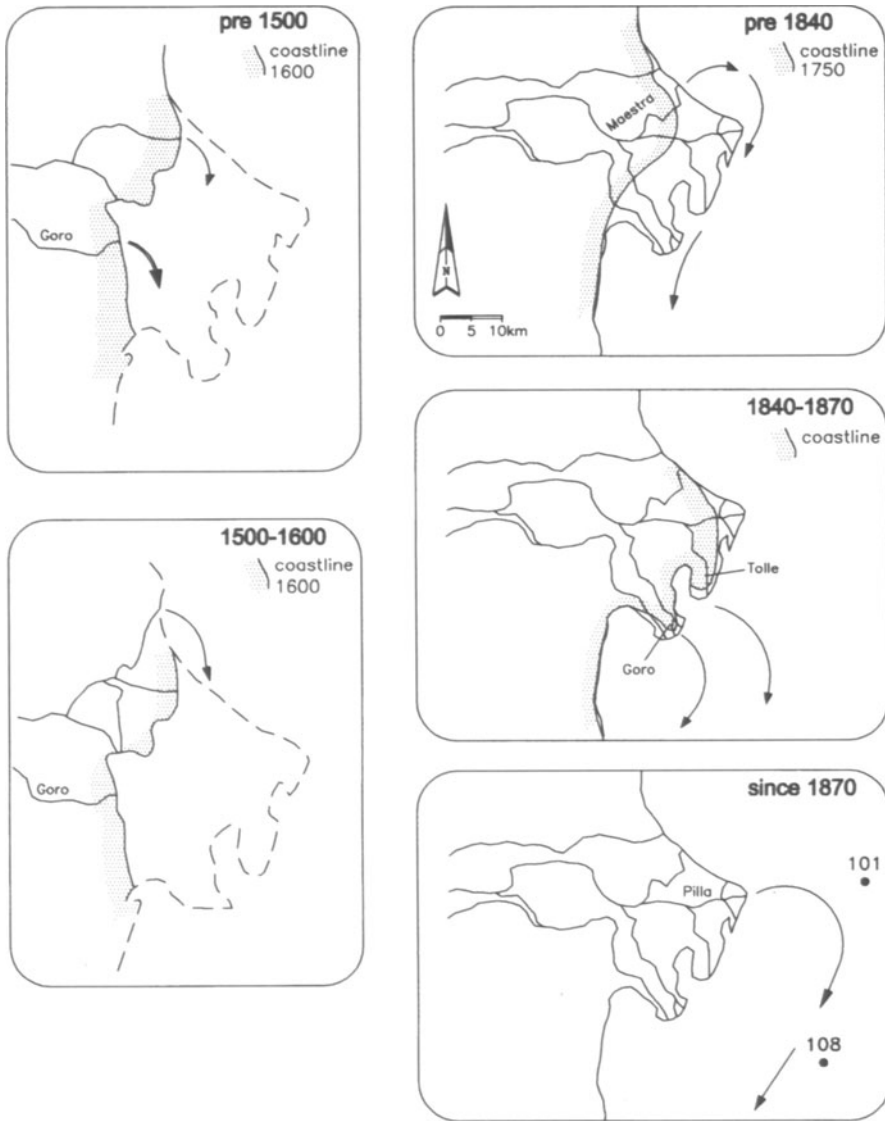 pre 1500
coastline
1600
Goro
1500-1600
coastline
1600
Goro
pre 1840
coastline
1750
Maestra
N
0 5 10km
1840-1870
coastline
Tolle
Goro
since 1870
101
Pilla
108